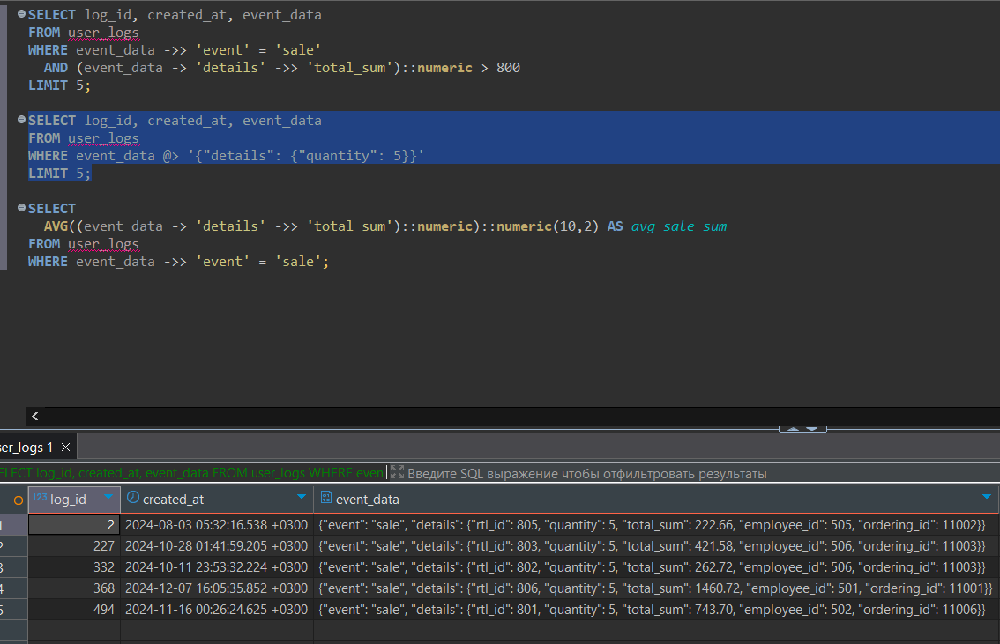 SELECT log_id, created_at, event_data
FROM user_logs
WHERE event_data ->> 'event' = 'sale'
AND (event_data -> 'details' ->> 'total_sum')::numeric > 800
LIMIT 5;
SELECT log_id, created_at, event_data
FROM user_logs
WHERE event_data @> '{"details": {"quantity": 5}}'
LIMIT 5;
SELECT
AVG((event_data -> 'details' ->> 'total_sum')::numeric)::numeric(10,2) AS avg_sale_sum
FROM user_logs
WHERE event_data ->> 'event' = 'sale';
ser_logs 1
ELECT log_id, created_at, event_data FROM user_logs WHERE even Введите SQL выражение чтобы отфильтровать результаты
123 log_id created_at event_data
1 2 2024-08-03 05:32:16.538 +0300 {"event": "sale", "details": {"rtl_id": 805, "quantity": 5, "total_sum": 222.66, "employee_id": 505, "ordering_id": 11002}}
2 227 2024-10-28 01:41:59.205 +0300 {"event": "sale", "details": {"rtl_id": 803, "quantity": 5, "total_sum": 421.58, "employee_id": 506, "ordering_id": 11003}}
3 332 2024-10-11 23:53:32.224 +0300 {"event": "sale", "details": {"rtl_id": 802, "quantity": 5, "total_sum": 262.72, "employee_id": 506, "ordering_id": 11003}}
4 368 2024-12-07 16:05:35.852 +0300 {"event": "sale", "details": {"rtl_id": 806, "quantity": 5, "total_sum": 1460.72, "employee_id": 501, "ordering_id": 11001}}
5 494 2024-11-16 00:26:24.625 +0300 {"event": "sale", "details": {"rtl_id": 801, "quantity": 5, "total_sum": 743.70, "employee_id": 502, "ordering_id": 11006}}